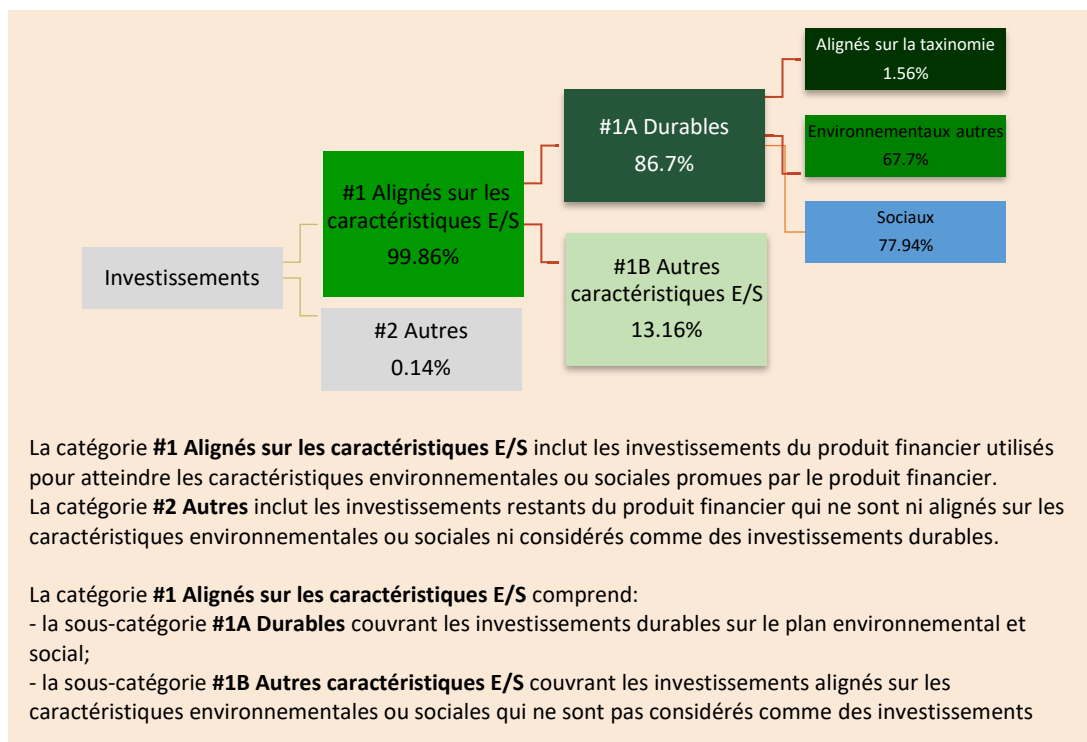 Investissements
#1 Alignés sur les
caractéristiques E/S
99.86%
#2 Autres
0.14%
#1A Durables
86.7%
#1B Autres
caractéristiques E/S
13.16%
Alignés sur la taxinomie
1.56%
Environnementaux autres
67.7%
Sociaux
77.94%
La catégorie #1 Alignés sur les caractéristiques E/S inclut les investissements du produit financier utilisés
pour atteindre les caractéristiques environnementales ou sociales promues par le produit financier.
La catégorie #2 Autres inclut les investissements restants du produit financier qui ne sont ni alignés sur les
caractéristiques environnementales ou sociales ni considérés comme des investissements durables.
La catégorie #1 Alignés sur les caractéristiques E/S comprend:
- la sous-catégorie #1A Durables couvrant les investissements durables sur le plan environnemental et
social;
- la sous-catégorie #1B Autres caractéristiques E/S couvrant les investissements alignés sur les
caractéristiques environnementales ou sociales qui ne sont pas considérés comme des investissements